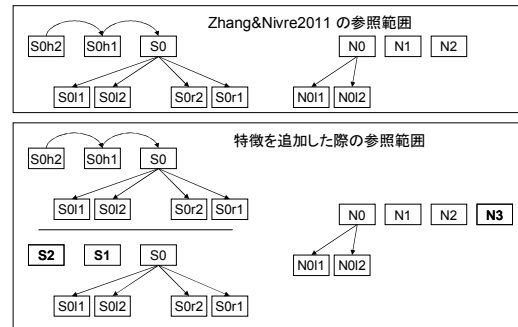 Zhang&Nivre2011 の参照範囲
S0h2 S0h1 S0 N0 N1 N2
S0l1 S0l2 S0r2 S0r1 N0l1 N0l2
特徴を追加した際の参照範囲
S0h2 S0h1 S0
S0l1 S0l2 S0r2 S0r1
N0 N1 N2 N3
S2 S1 S0 N0l1 N0l2
S0l1 S0l2 S0r2 S0r1